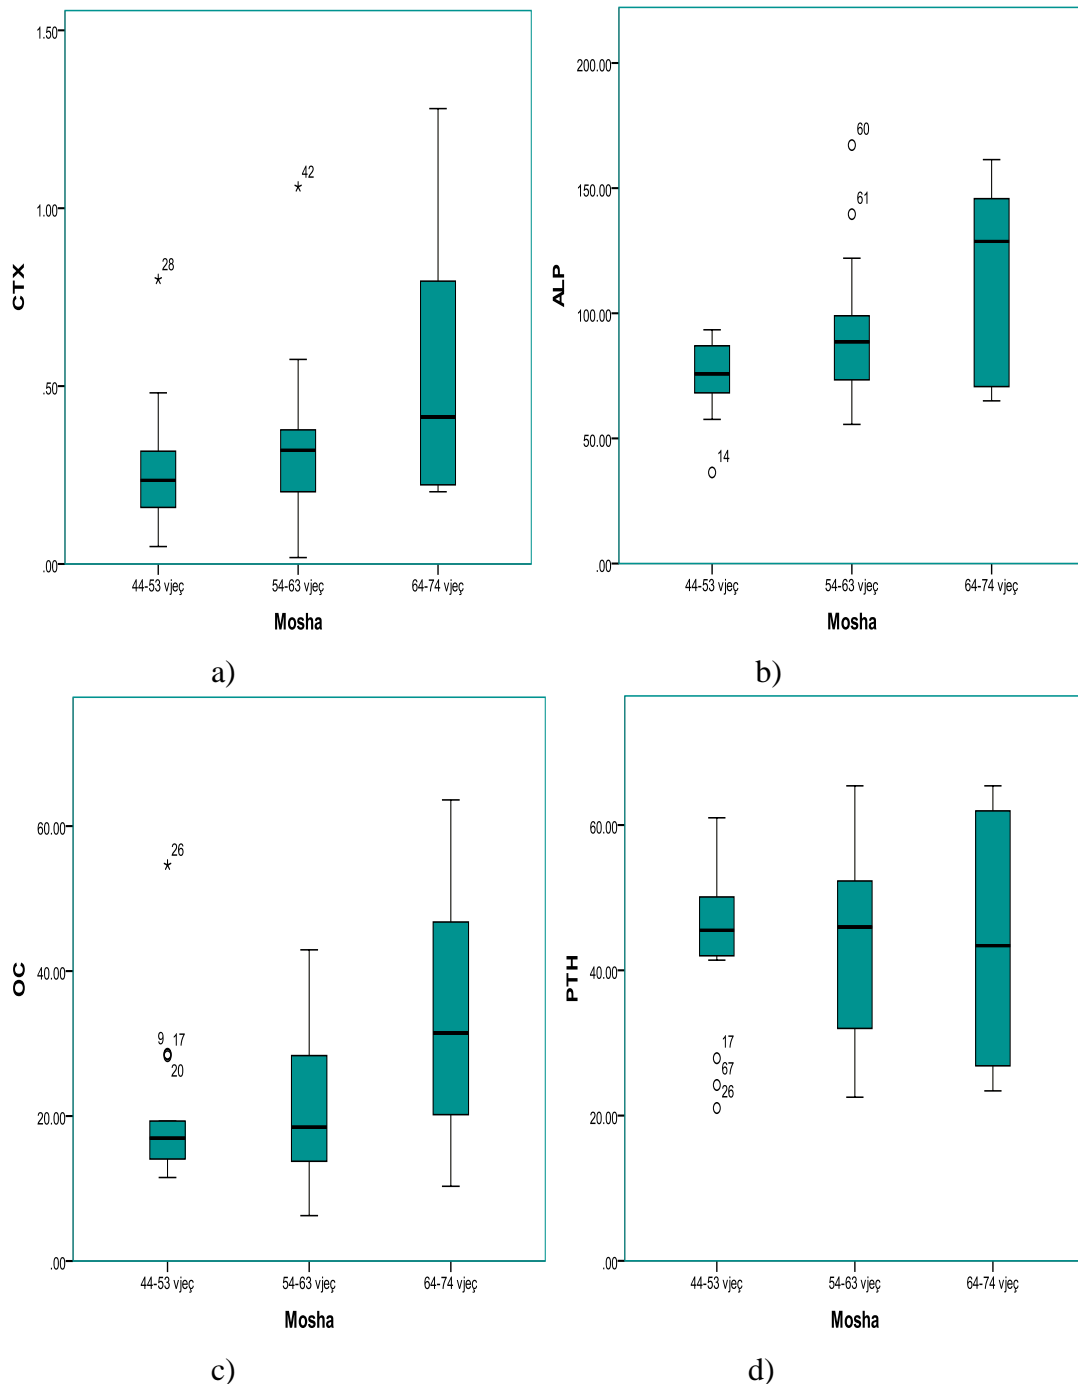 1.50
1.00
.50
.00
CTX
28
42
44-53 vjeç
54-63 vjeç
64-74 vjeç
Mosha
a)
200.00
150.00
100.00
50.00
.00
ALP
60
61
14
44-53 vjeç
54-63 vjeç
64-74 vjeç
Mosha
b)
60.00
40.00
20.00
.00
OC
26
9 17
20
44-53 vjeç
54-63 vjeç
64-74 vjeç
Mosha
c)
60.00
40.00
20.00
.00
PTH
17
67
26
44-53 vjeç
54-63 vjeç
64-74 vjeç
Mosha
d)